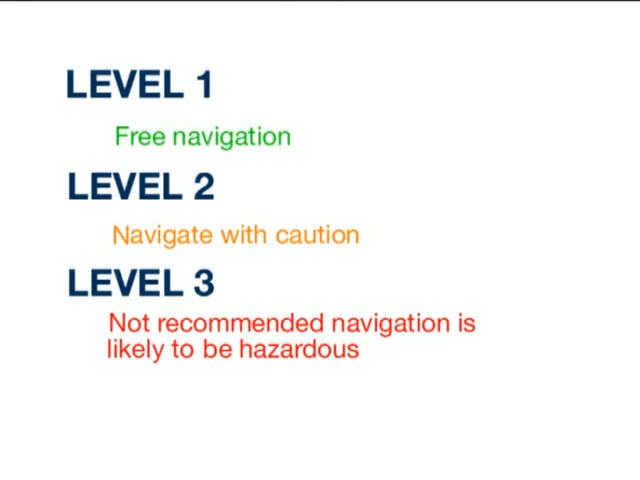 LEVEL 1
Free navigation
LEVEL 2
Navigate with caution
LEVEL 3
Not recommended navigation is
likely to be hazardous